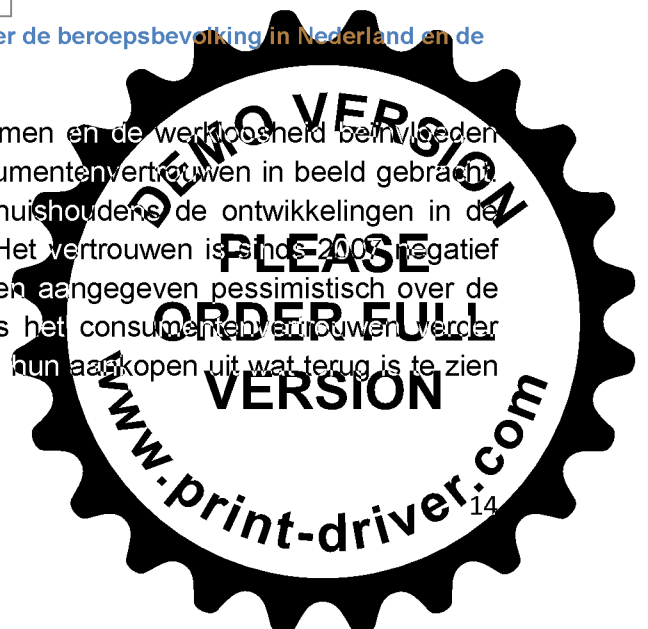 er de beroepsbevolking in Nederland en de
men en de werkloosheid beïnvloeden
umentenvertrouwen in beeld gebracht.
huishoudens de ontwikkelingen in de
Het vertrouwen is sinds 2007 negatief
en aangegeven pessimistisch over de
s het consumentenvertrouwen verder
hun aankopen uit wat terug is te zien
DEMO VERSION
PLEASE
ORDER FULL
VERSION
www.print-driver.com
14